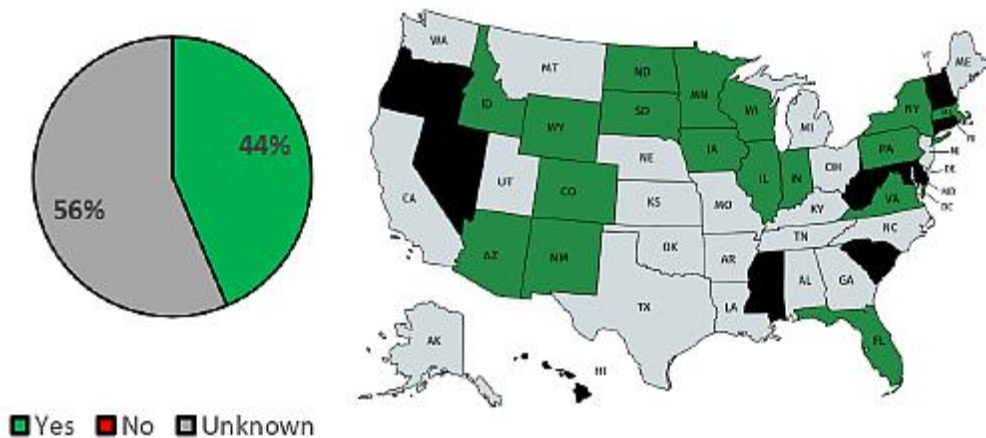 44%
56%
Yes No Unknown
WA
MT
ND
MN
ME
VT
ID
WY
SD
WI
MI
NY
RI
PA
NJ
DE
MD
DC
IA
NE
IL
IN
OH
VA
CA
UT
CO
KS
MO
KY
NC
TN
AZ
NM
OK
AR
AL
GA
TX
LA
FL
AK
HI